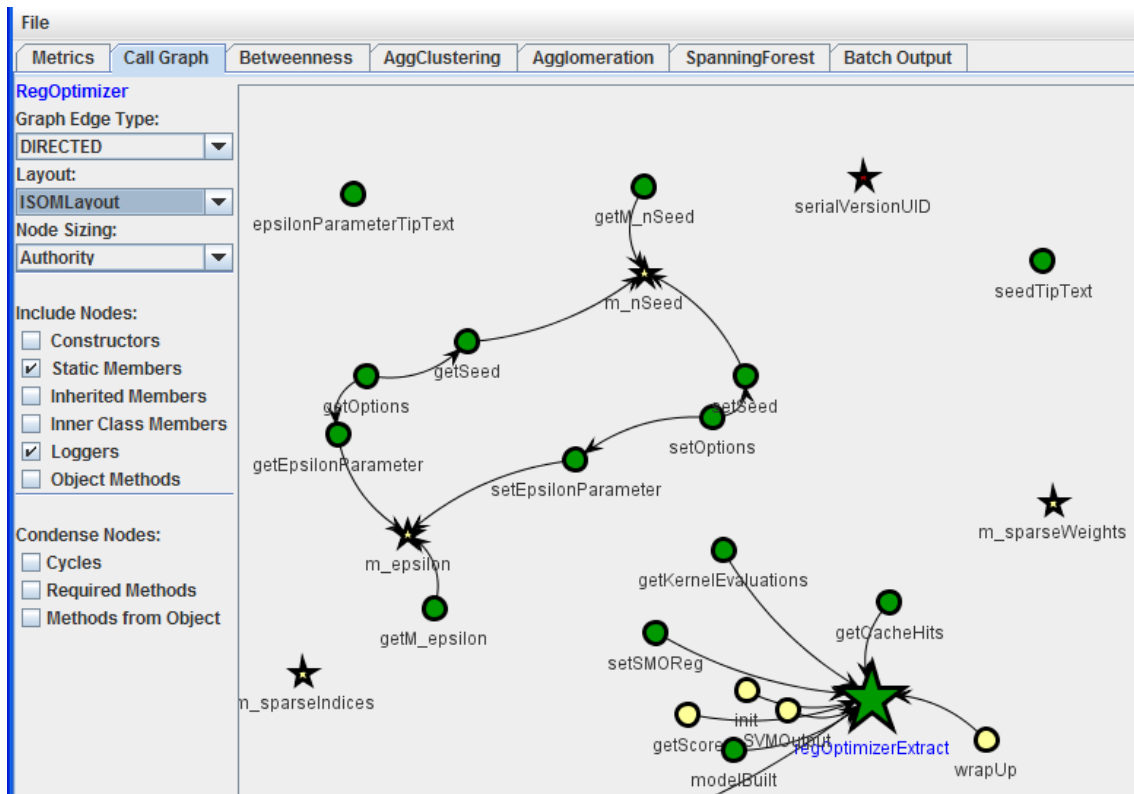 File
Metrics Call Graph Betweenness AggClustering Agglomeration SpanningForest Batch Output
RegOptimizer
Graph Edge Type:
DIRECTED
Layout:
ISOMLayout
Node Sizing:
Authority
Include Nodes:
Constructors
Static Members
Inherited Members
Inner Class Members
Loggers
Object Methods
Condense Nodes:
Cycles
Required Methods
Methods from Object
epsilonParameterTipText
getM_nSeed
serialVersionUID
seedTipText
m_nSeed
getSeed
getOptions
setSeed
setOptions
getEpsilonParameter
setEpsilonParameter
m_sparseWeights
m_epsilon
getKernelEvaluations
getM_epsilon
getCacheHits
setSMOReg
m_sparseIndices
init
getScore
SVMOutput
regOptimizerExtract
wrapUp
modelBuilt